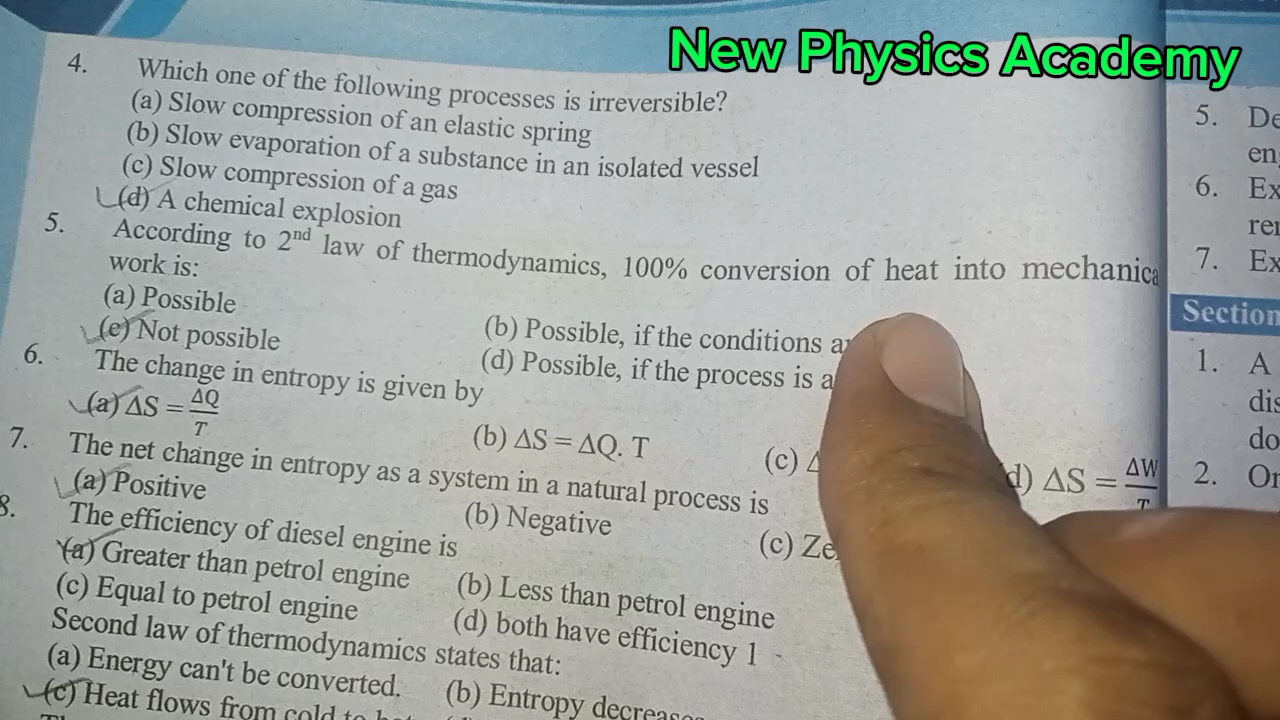 New Physics Academy
4. Which one of the following processes is irreversible?
(a) Slow compression of an elastic spring
(b) Slow evaporation of a substance in an isolated vessel
(c) Slow compression of a gas
(d) A chemical explosion
5. According to 2nd law of thermodynamics, 100% conversion of heat into mechanica
work is:
(a) Possible
(b) Possible, if the conditions
(c) Not possible
(d) Possible, if the process is
6. The change in entropy is given by
(a) ΔS = ΔQ/T
(b) ΔS = ΔQ. T
(c)
d) ΔS = ΔW/T
7. The net change in entropy as a system in a natural process is
(a) Positive
(b) Negative
(c)
8. The efficiency of diesel engine is
(a) Greater than petrol engine
(b) Less than petrol engine
(c) Equal to petrol engine
(d) both have efficiency 1
Second law of thermodynamics states that:
(a) Energy can't be converted.
(b) Entropy
(c) Heat flows from cold to
5.
6. Ex
7. Ex
Section
1. A
dis
do
2.